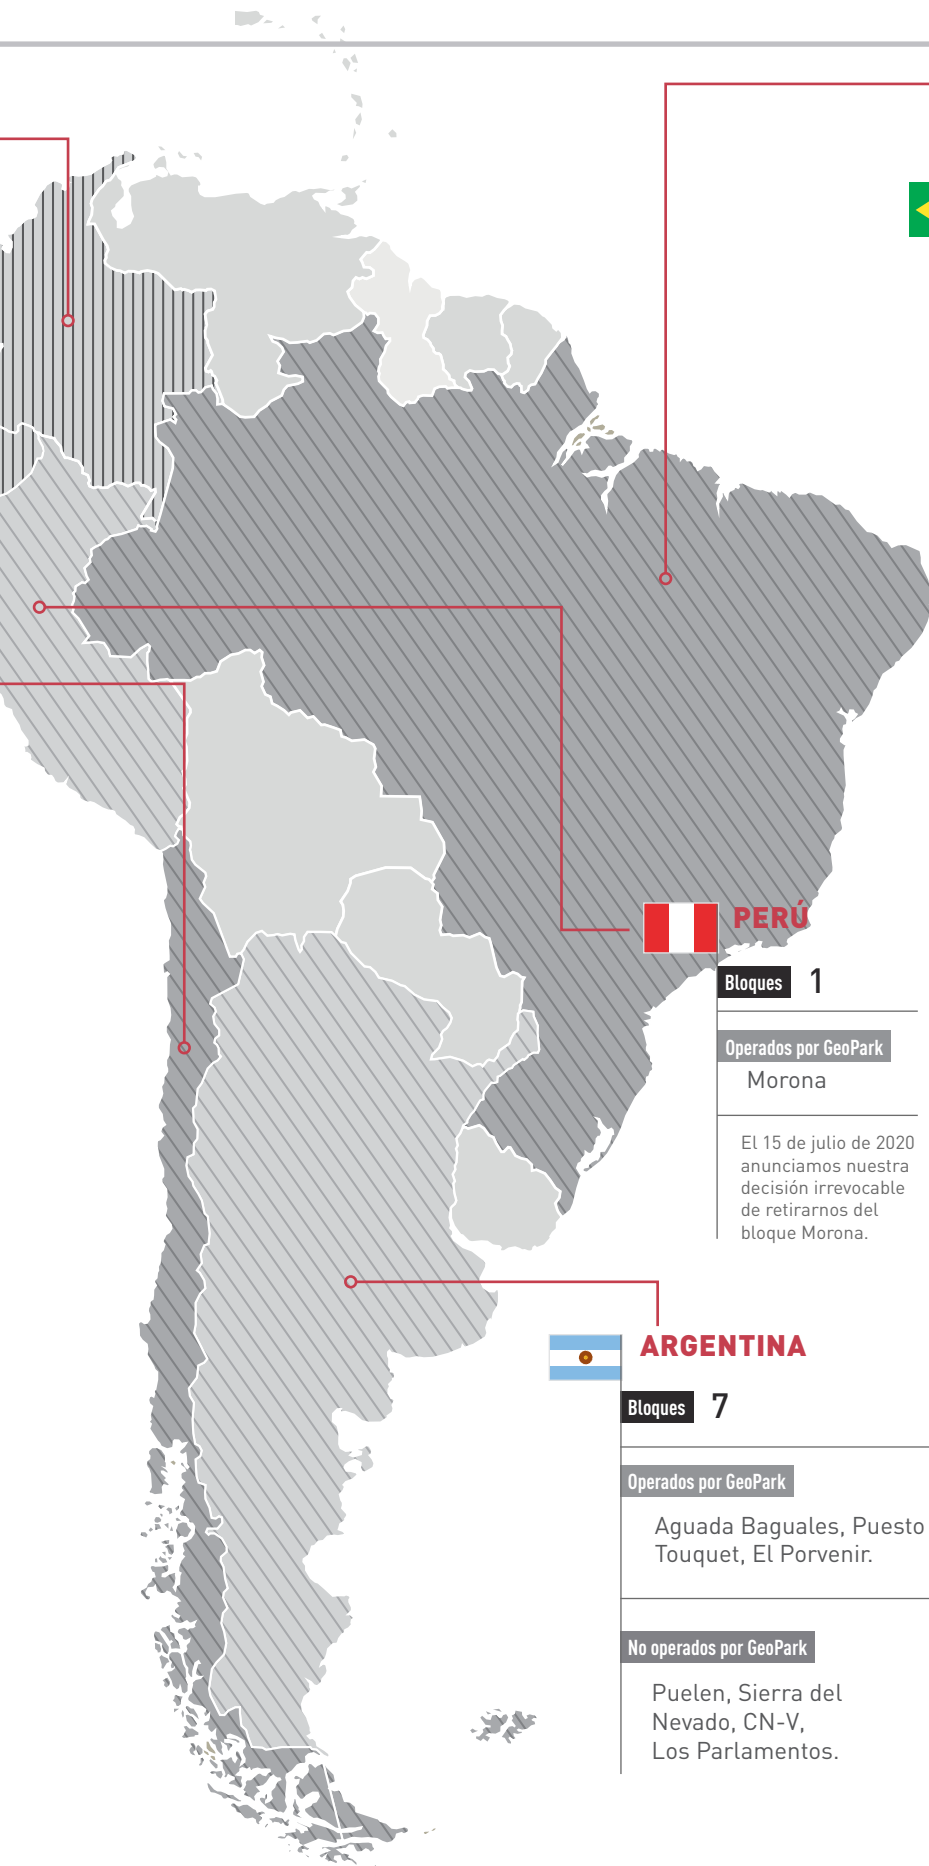 PERÚ
Bloques 1
Operados por GeoPark
Morona
El 15 de julio de 2020
anunciamos nuestra
decisión irrevocable
de retirarnos del
bloque Morona.
ARGENTINA
Bloques 7
Operados por GeoPark
Aguada Baguales, Puesto
Touquet, El Porvenir.
No operados por GeoPark
Puelen, Sierra del
Nevado, CN-V,
Los Parlamentos.